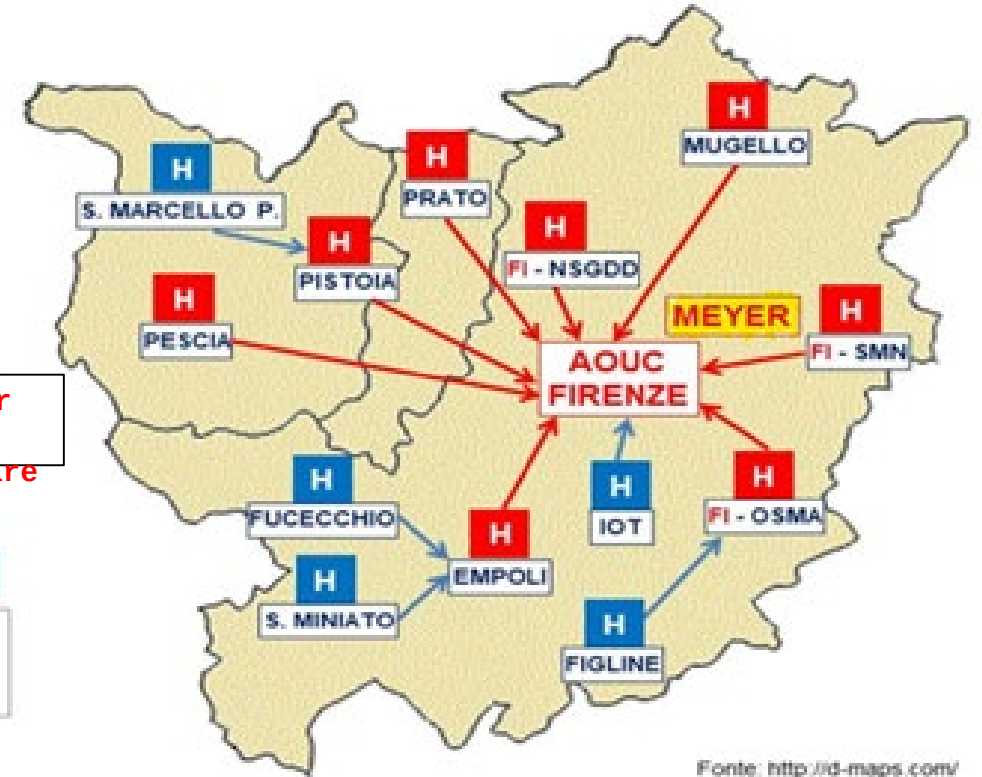 H
MUGELLO
H
PRATO
H
S. MARCELLO P.
H
FI - NSGDD
H
PISTOIA
H
PESCIA
MEYER
H
FI - SMN
AOUC
FIRENZE
H
FUCECCHIO
H
IOT
H
FI - OSMA
H
EMPOLI
H
S. MINIATO
H
FIGLINE
Fonte: http://d-maps.com/